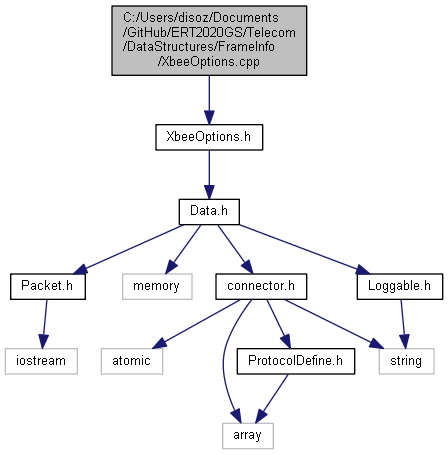 C:/Users/disoz/Documents
/GitHub/ERT2020GS/Telecom
/DataStructures/FrameInfo
/XbeeOptions.cpp
XbeeOptions.h
Data.h
Packet.h
memory
connector.h
Loggable.h
iostream
atomic
ProtocolDefine.h
string
array